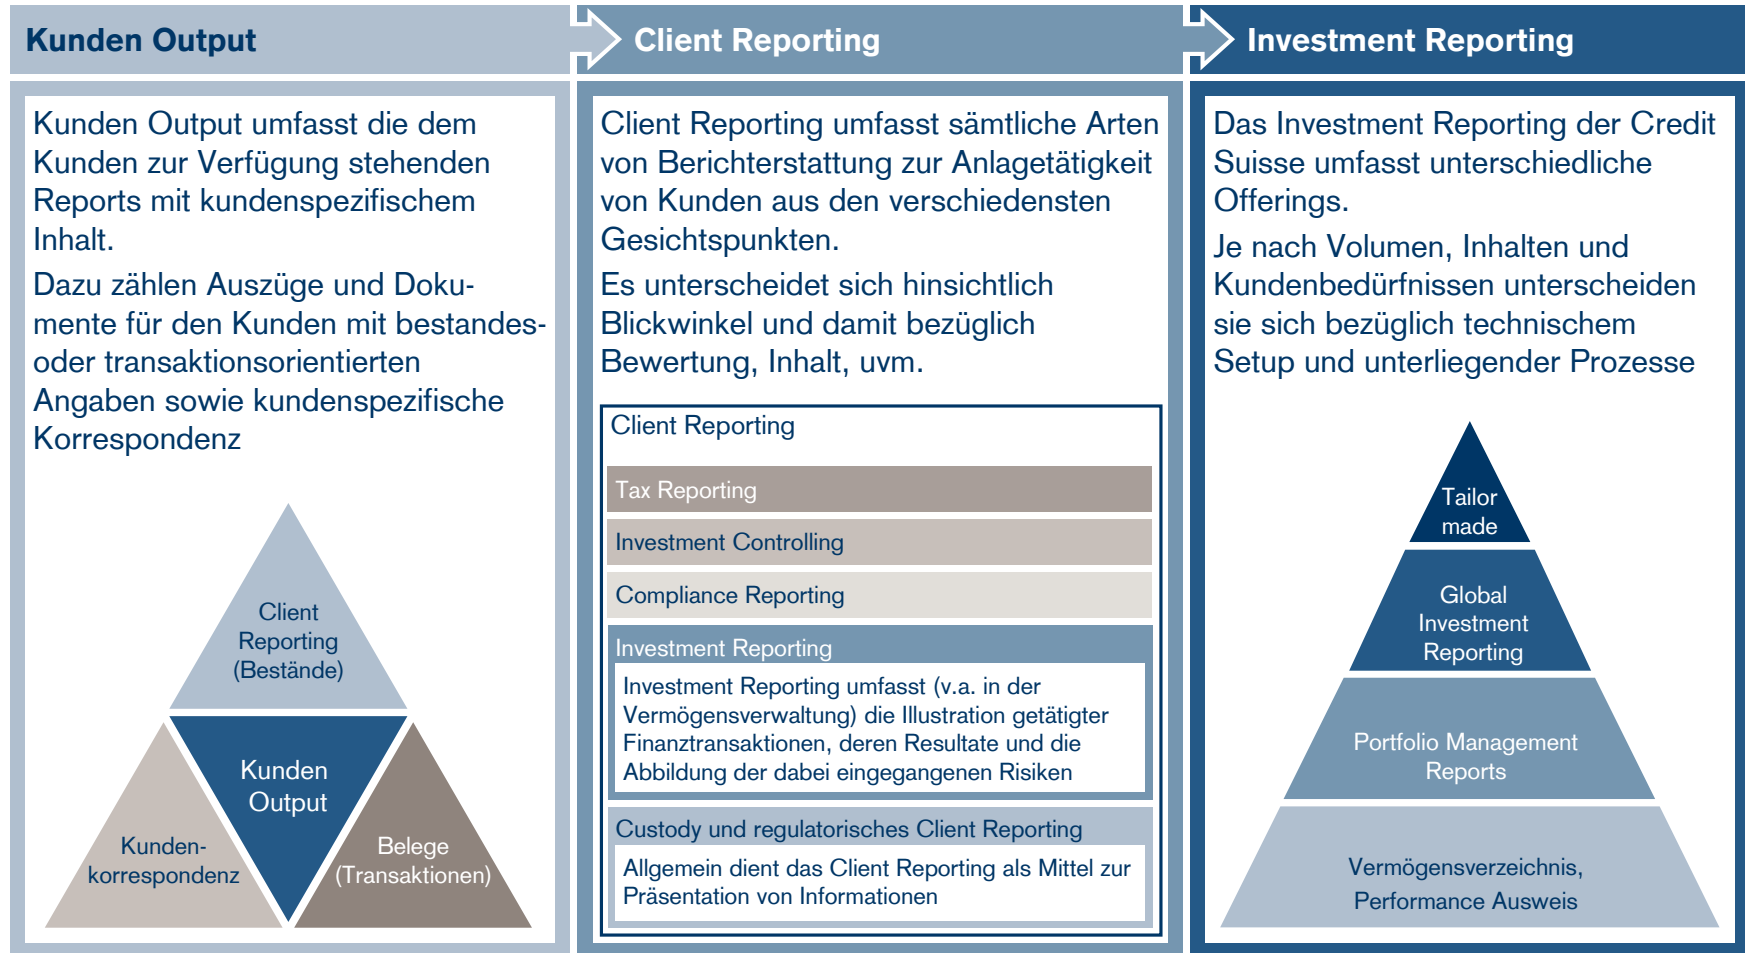 Kunden Output
Kunden Output umfasst die dem
Kunden zur Verfügung stehenden
Reports mit kundenspezifischem
Inhalt.
Dazu zählen Auszüge und Doku-
mente für den Kunden mit bestandes-
oder transaktionsorientierten
Angaben sowie kundenspezifische
Korrespondenz
Client
Reporting
(Bestände)
Kunden
Output
Kunden-
korrespondenz
Belege
(Transaktionen)
Client Reporting
Client Reporting umfasst sämtliche Arten
von Berichterstattung zur Anlagetätigkeit
von Kunden aus den verschiedensten
Gesichtspunkten.
Es unterscheidet sich hinsichtlich
Blickwinkel und damit bezüglich
Bewertung, Inhalt, uvm.
Client Reporting
Tax Reporting
Investment Controlling
Compliance Reporting
Investment Reporting
Investment Reporting umfasst (v.a. in der
Vermögensverwaltung) die Illustration getätigter
Finanztransaktionen, deren Resultate und die
Abbildung der dabei eingegangenen Risiken
Custody und regulatorisches Client Reporting
Allgemein dient das Client Reporting als Mittel zur
Präsentation von Informationen
Investment Reporting
Das Investment Reporting der Credit
Suisse umfasst unterschiedliche
Offerings.
Je nach Volumen, Inhalten und
Kundenbedürfnissen unterscheiden
sie sich bezüglich technischem
Setup und unterliegender Prozesse
Tailor
made
Global
Investment
Reporting
Portfolio Management
Reports
Vermögensverzeichnis,
Performance Ausweis